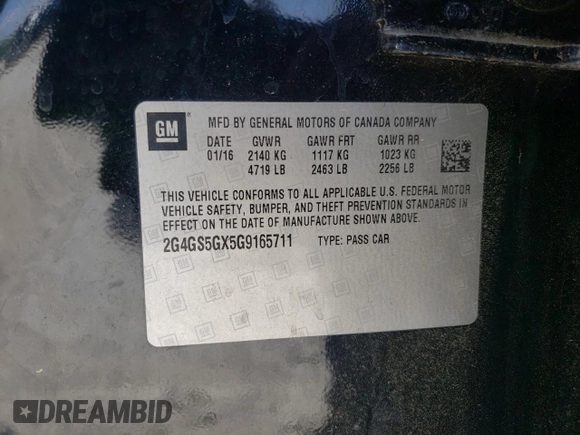 GM
MFD BY GENERAL MOTORS OF CANADA COMPANY
DATE GVWR GAWR FRT GAWR RR
01/16 2140 KG 1117 KG 1023 KG
4719 LB 2463 LB 2256 LB
THIS VEHICLE CONFORMS TO ALL APPLICABLE U.S. FEDERAL MOTOR
VEHICLE SAFETY, BUMPER, AND THEFT PREVENTION STANDARDS IN
EFFECT ON THE DATE OF MANUFACTURE SHOWN ABOVE.
2G4GS5GX5G9165711 TYPE: PASS CAR
DREAMBID